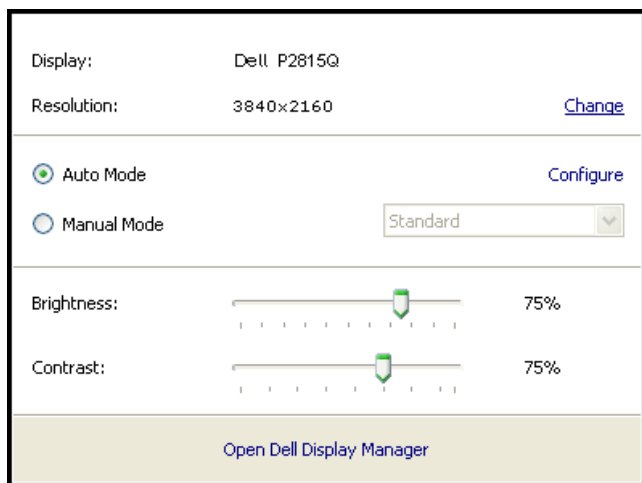 Display: Dell P2815Q
Resolution: 3840x2160 Change
Auto Mode Configure
Manual Mode Standard
Brightness: 75%
Contrast: 75%
Open Dell Display Manager